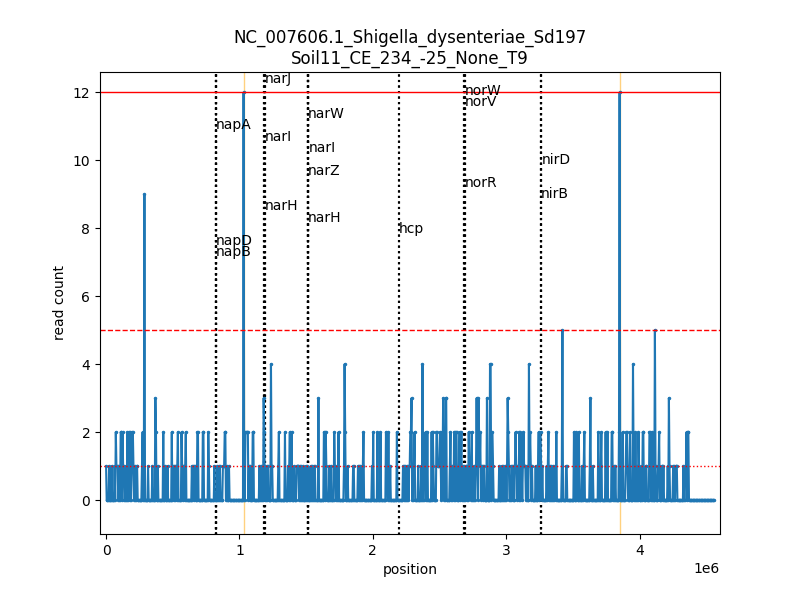 NC_007606.1_Shigella_dysenteriae_Sd197
Soil11_CE_234_-25_None_T9
narJ
norW
norV
narW
napA
narI
narI
nirD
narZ
norR
nirB
narH
narH
hcp
napD
napB
read count
12
10
8
6
4
2
0
0
1
2
3
4
1e6
position